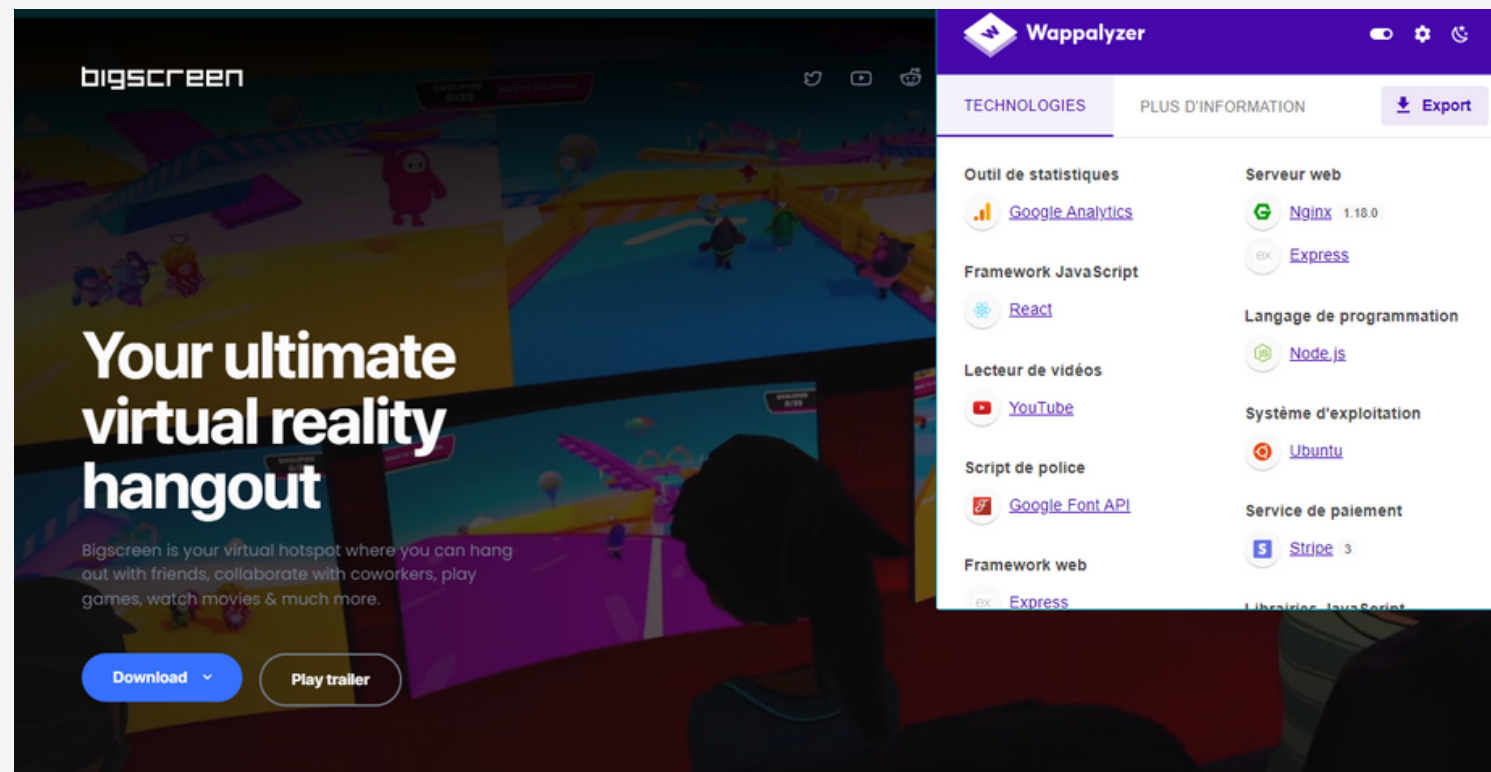 bigscreen
Your ultimate
virtual reality
hangout
Bigscreen is your virtual hotspot where you can hang
out with friends, collaborate with coworkers, play
games, watch movies & much more.
Download
Play trailer
Wappalyzer
TECHNOLOGIES
PLUS D'INFORMATION
Export
Outil de statistiques
Google Analytics
Framework JavaScript
React
Lecteur de vidéos
YouTube
Script de police
Google Font API
Framework web
ex Express
Serveur web
Nginx 1.18.0
ex Express
Langage de programmation
Node.js
Système d'exploitation
Ubuntu
Service de paiement
S Stripe 3
Librairies JavaScript